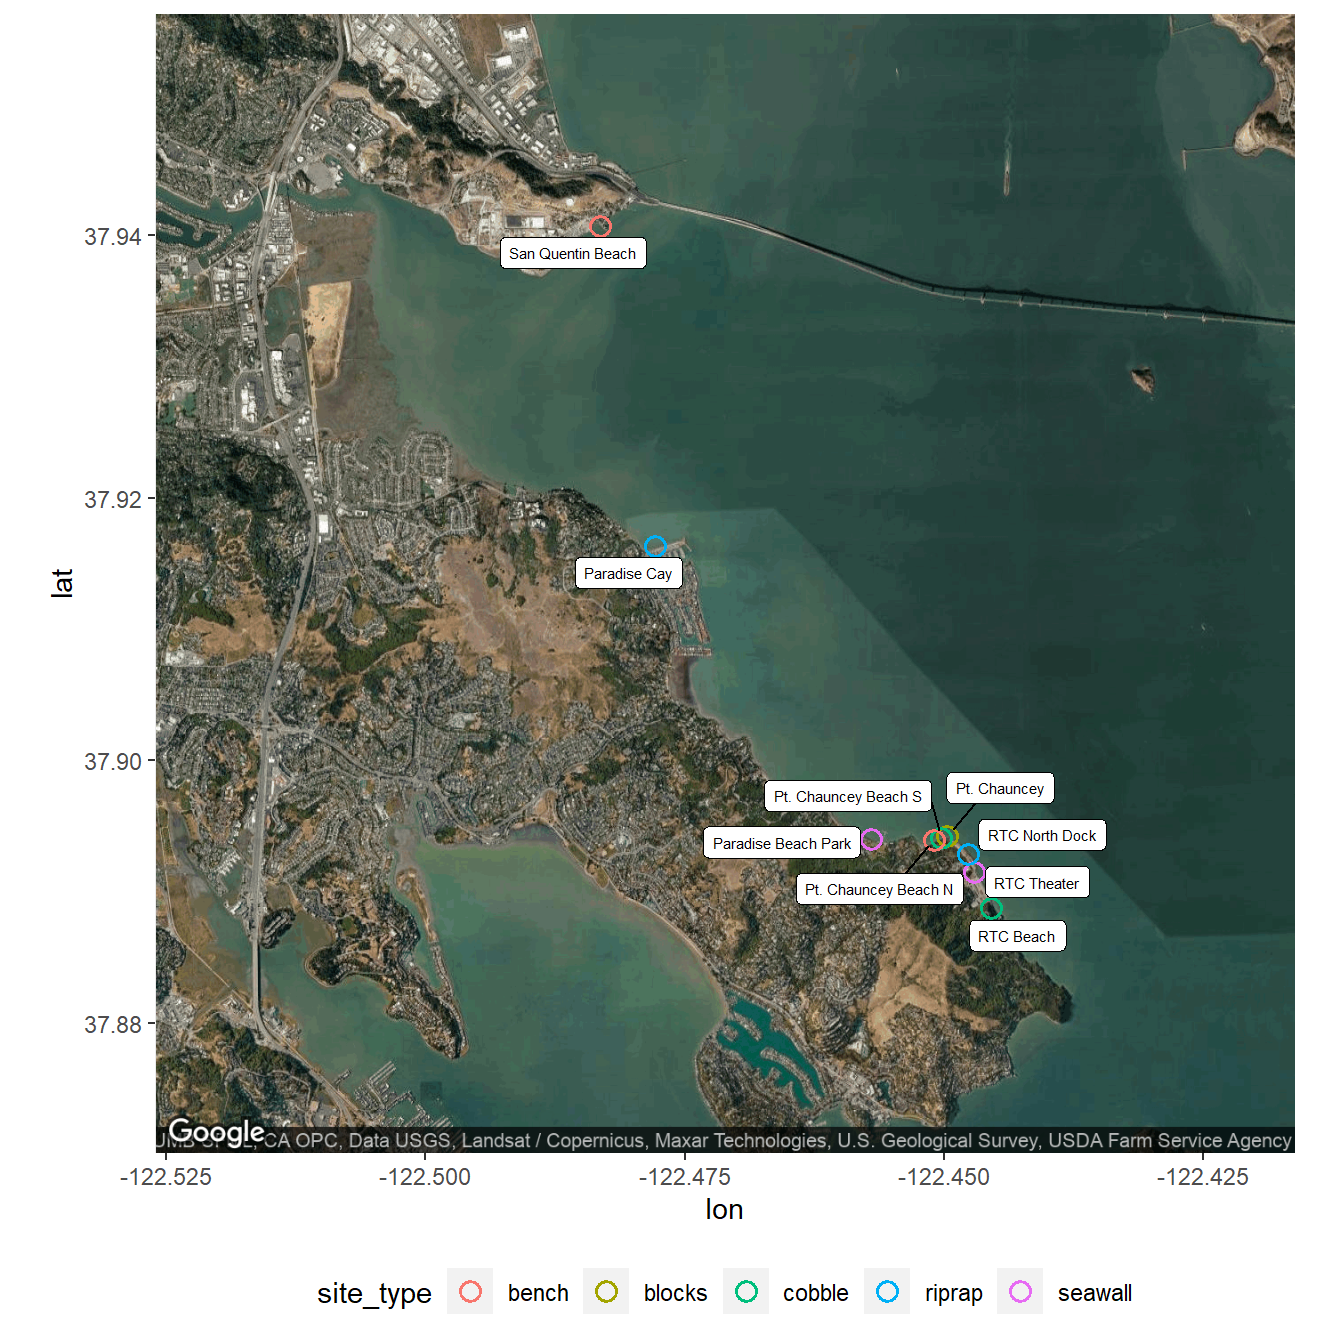 lat
37.94
37.92
37.90
37.88
San Quentin Beach
Paradise Cay
Pt. Chauncey Beach S
Pt. Chauncey
Paradise Beach Park
RTC North Dock
Pt. Chauncey Beach N
RTC Theater
RTC Beach
Google
CA OPC, Data USGS, Landsat / Copernicus, Maxar Technologies, U.S. Geological Survey, USDA Farm Service Agency
-122.525 -122.500 -122.475 -122.450 -122.425
lon
site_type bench blocks cobble riprap seawall